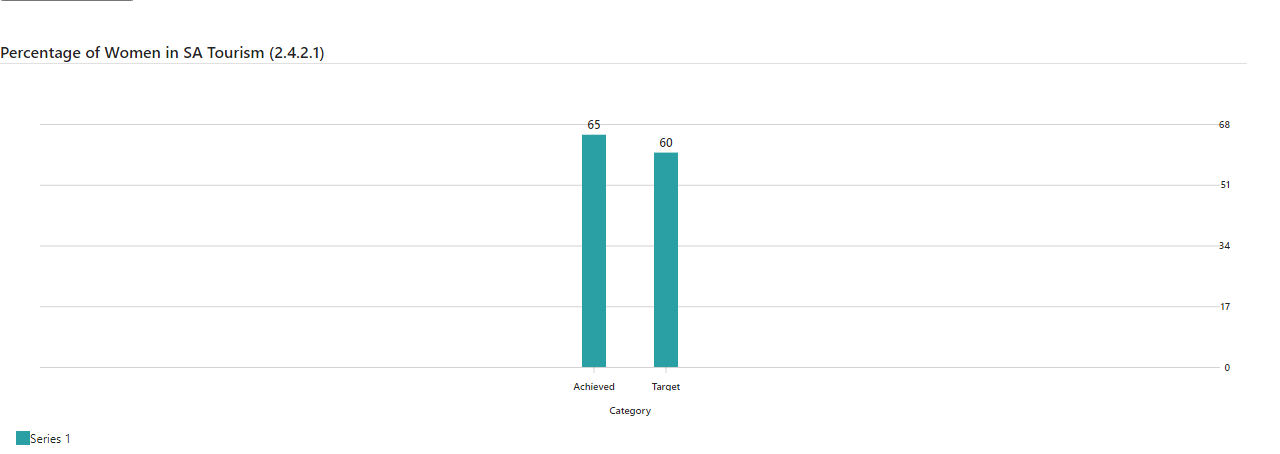 Percentage of Women in SA Tourism (2.4.2.1)
65
60
68
51
34
17
0
Achieved
Target
Category
Series 1